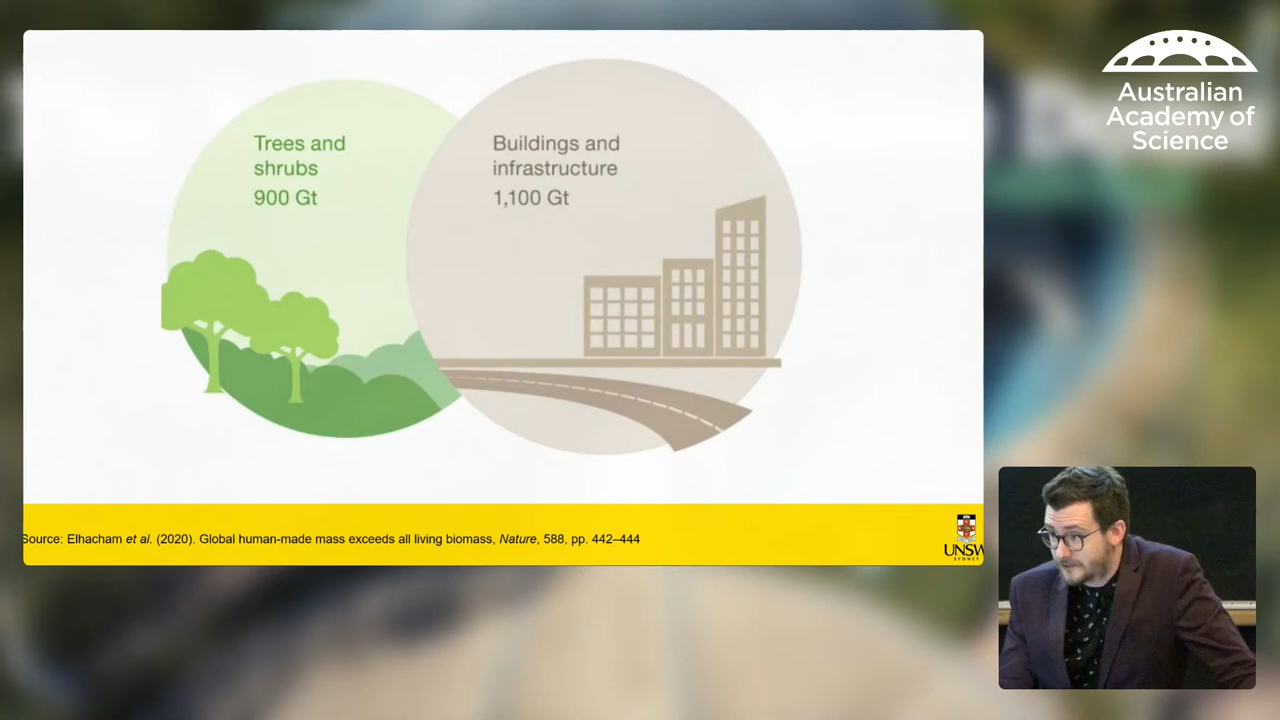 Trees and
shrubs
900 Gt
Buildings and
infrastructure
1,100 Gt
Source: Elhacham et al. (2020). Global human-made mass exceeds all living biomass, Nature, 588, pp. 442–444
UNSW
SYDNEY
Australian
Academy of
Science